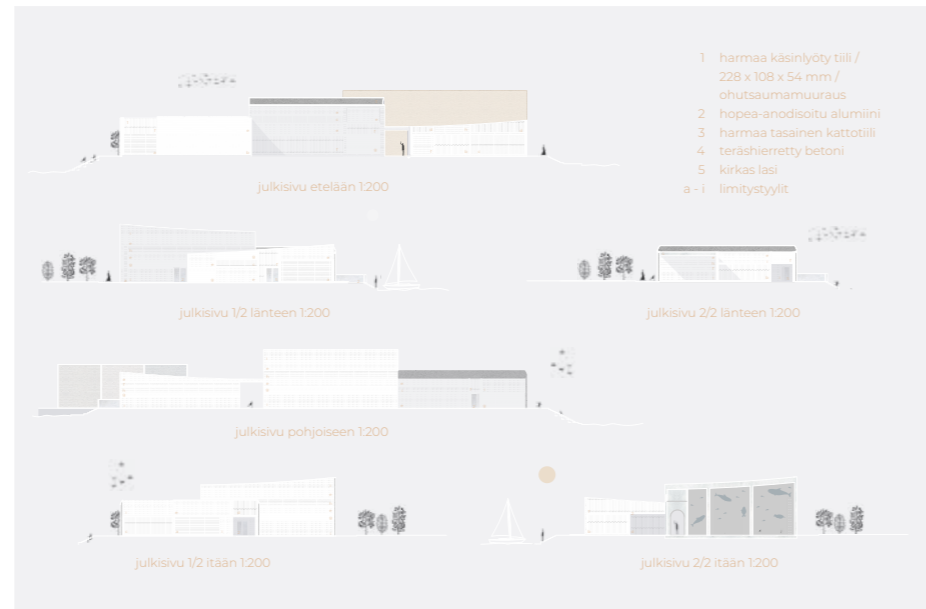 1 harmaa käsinlyöty tiili /
228 x 108 x 54 mm /
ohutsaumamuuraus
2 hopea-anodisoitu alumiini
3 harmaa tasainen kattotiili
4 teräshierretty betoni
5 kirkas lasi
a - i limitystyylit
julkisivu etelään 1:200
julkisivu 1/2 länteen 1:200
julkisivu 2/2 länteen 1:200
julkisivu pohjoiseen 1:200
julkisivu 1/2 itään 1:200
julkisivu 2/2 itään 1:200